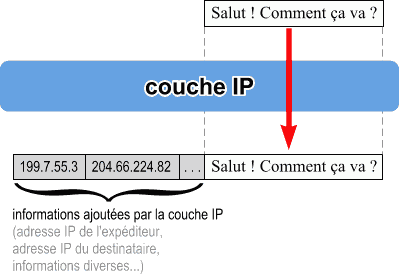 Salut ! Comment ça va ?
couche IP
199.7.55.3 204.66.224.82 ... Salut ! Comment ça va ?
informations ajoutées par la couche IP
(adresse IP de l'expéditeur,
adresse IP du destinataire,
informations diverses...)